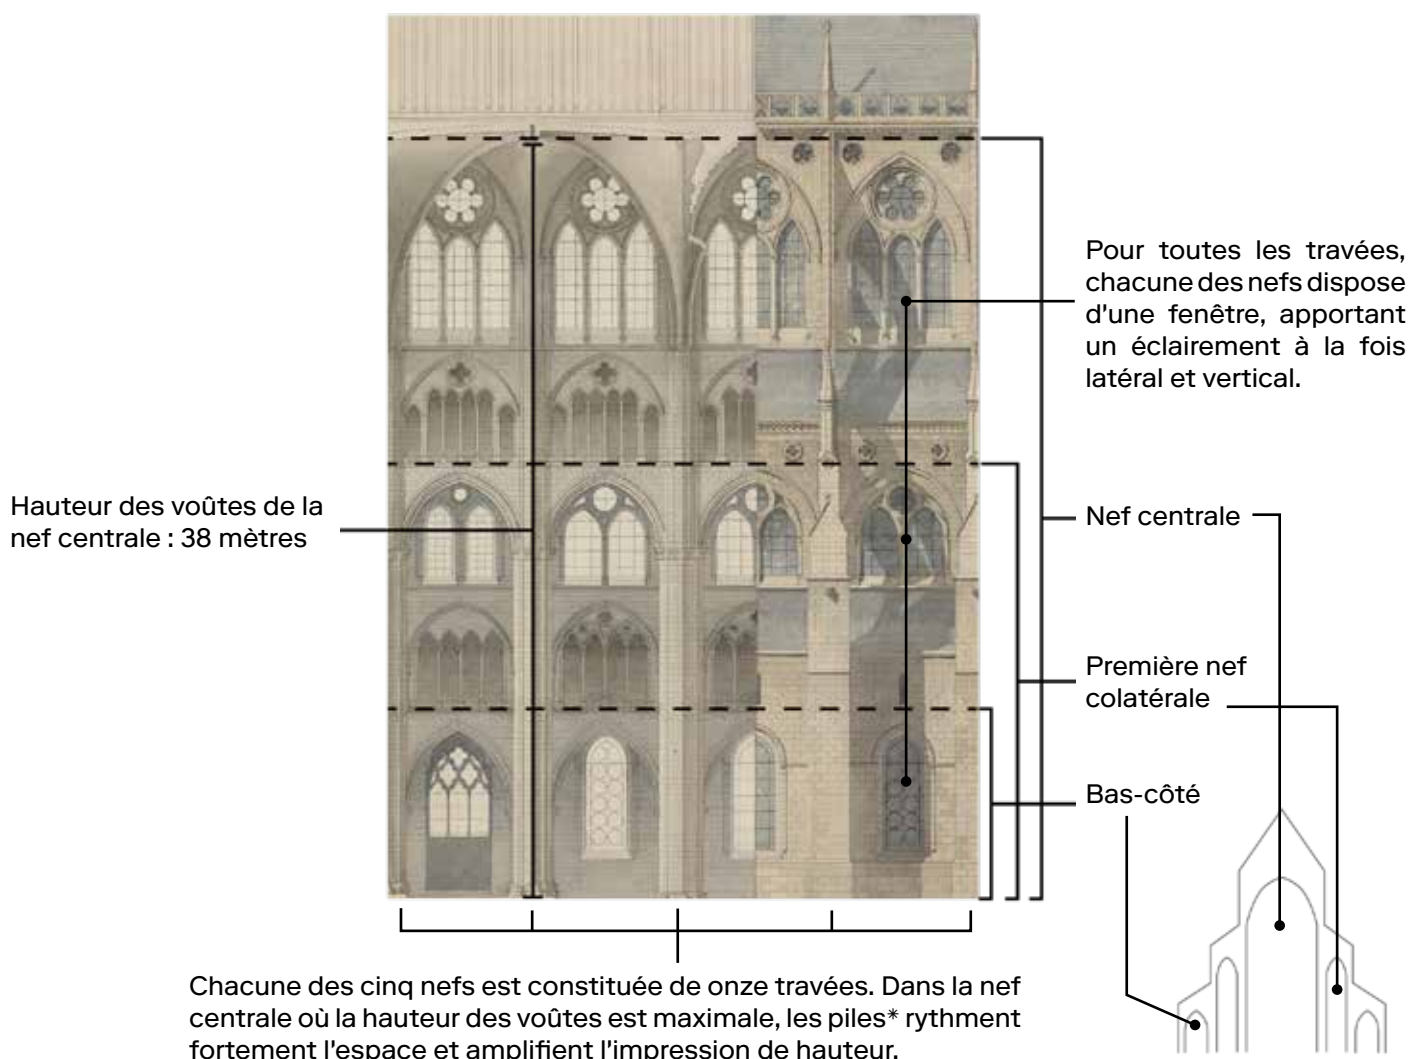 Pour toutes les travées,
chacune des nefs dispose
d'une fenêtre, apportant
un éclairement à la fois
latéral et vertical.
Hauteur des voûtes de la
nef centrale : 38 mètres
Nef centrale
Première nef
colatérale
Bas-côté
Chacune des cinq nefs est constituée de onze travées. Dans la nef
centrale où la hauteur des voûtes est maximale, les piles* rythment
fortement l'espace et amplifient l'impression de hauteur.